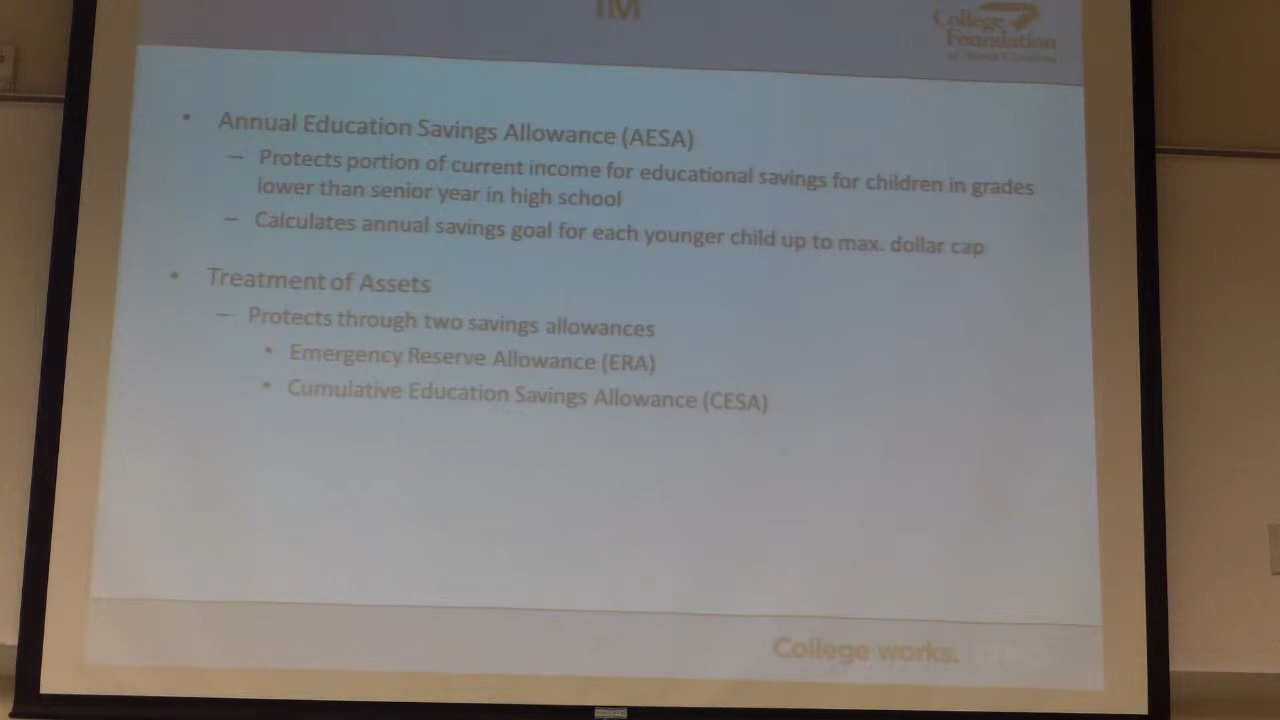 IM
College
Foundation
of North Carolina
• Annual Education Savings Allowance (AESA)
– Protects portion of current income for educational savings for children in grades
lower than senior year in high school
– Calculates annual savings goal for each younger child up to max. dollar cap
• Treatment of Assets
– Protects through two savings allowances
• Emergency Reserve Allowance (ERA)
• Cumulative Education Savings Allowance (CESA)
College works.